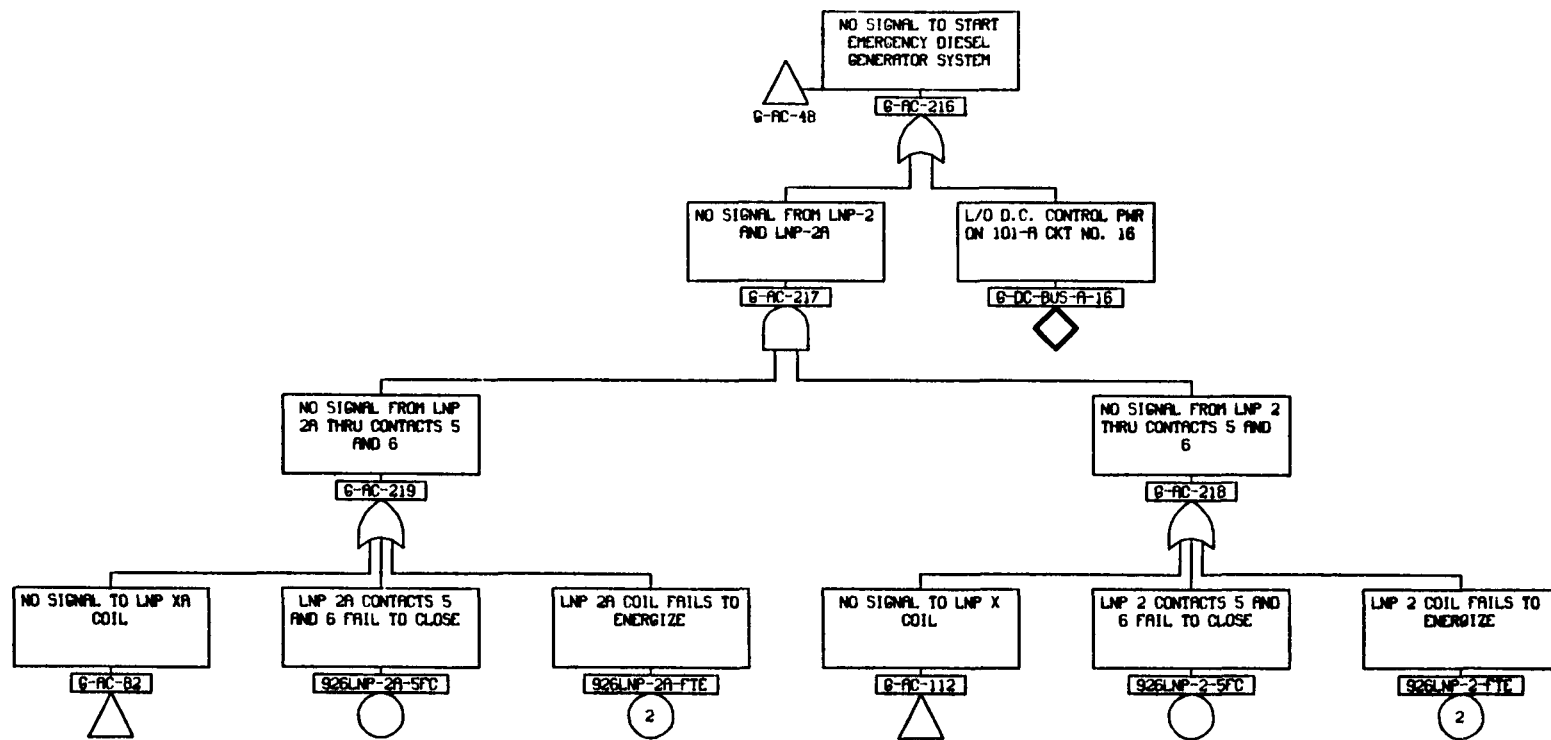 NO SIGNAL TO START
EMERGENCY DIESEL
GENERATOR SYSTEM
G-AC-48
G-AC-216
NO SIGNAL FROM LNP-2
AND LNP-2A
L/O D.C. CONTROL PWR
ON 101-A CKT NO. 16
G-AC-217
G-DC-BUS-A-16
NO SIGNAL FROM LNP
2A THRU CONTACTS 5
AND 6
NO SIGNAL FROM LNP 2
THRU CONTACTS 5 AND
6
G-AC-219
G-AC-218
NO SIGNAL TO LNP XA
COIL
LNP 2A CONTACTS 5
AND 6 FAIL TO CLOSE
LNP 2A COIL FAILS TO
ENERGIZE
NO SIGNAL TO LNP X
COIL
LNP 2 CONTACTS 5 AND
6 FAIL TO CLOSE
LNP 2 COIL FAILS TO
ENERGIZE
G-AC-82
926LNP-2A-5FC
926LNP-2A-FTE
G-AC-112
926LNP-2-5FC
926LNP-2-FTE
2
2